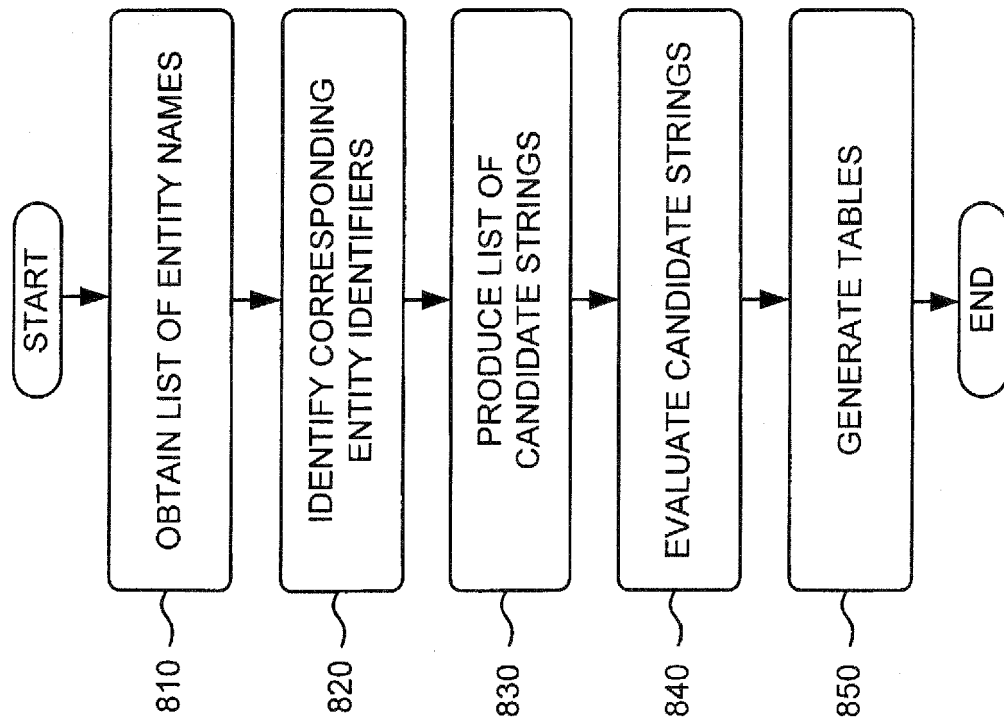 START
810
OBTAIN LIST OF ENTITY NAMES
820
IDENTIFY CORRESPONDING
ENTITY IDENTIFIERS
830
PRODUCE LIST OF
CANDIDATE STRINGS
840
EVALUATE CANDIDATE STRINGS
850
GENERATE TABLES
END